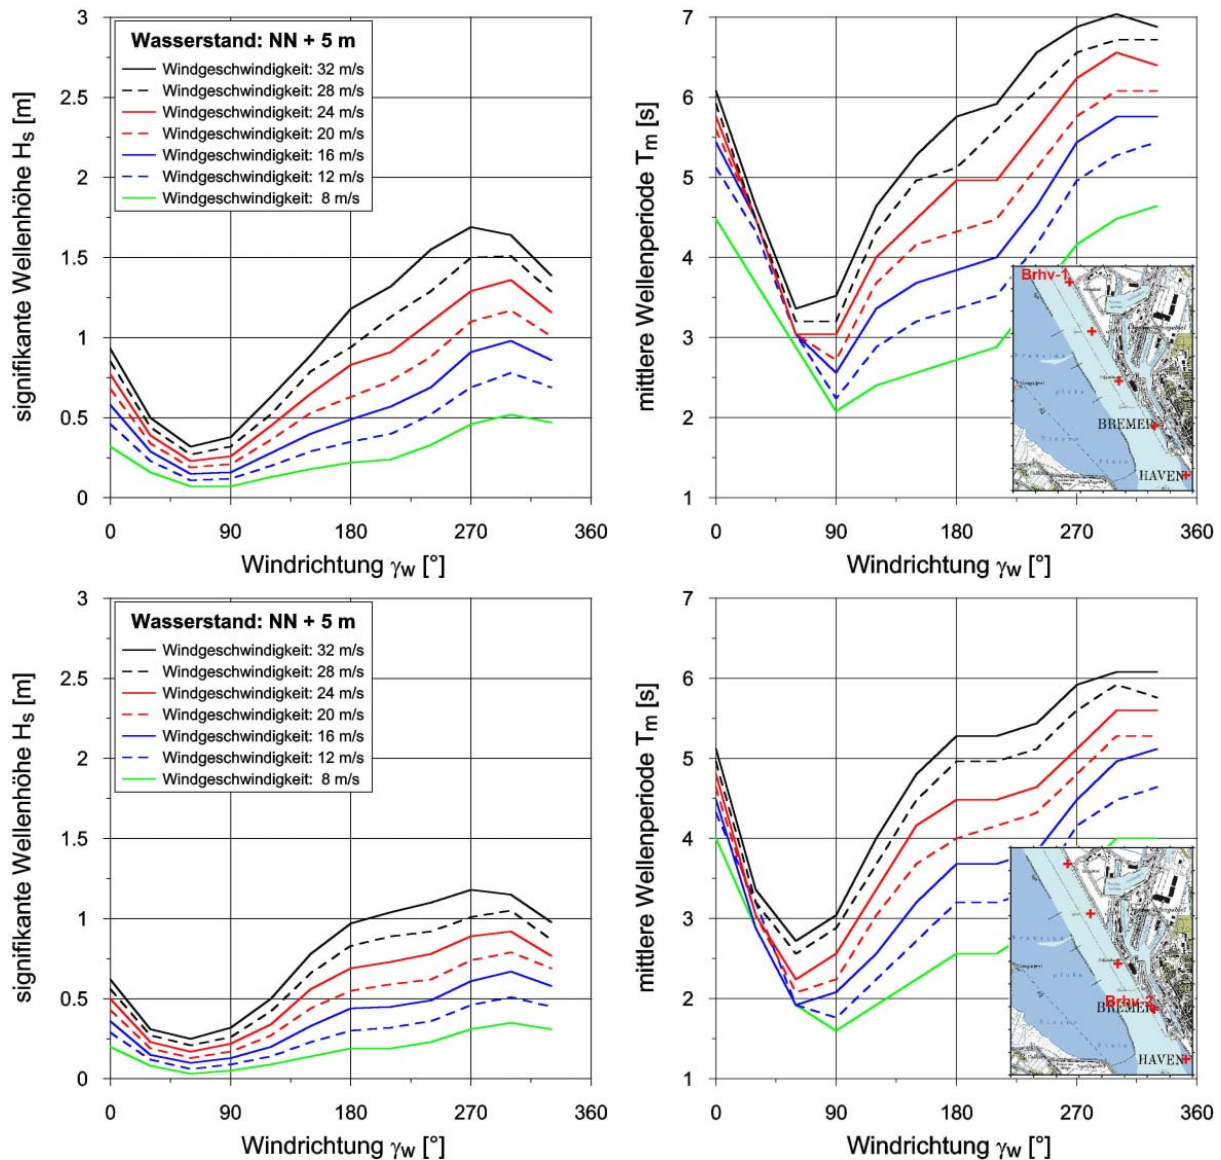 signifikante Wellenhöhe Hₛ [m]
3
2.5
2
1.5
1
0.5
0
Wasserstand: NN + 5 m
Windgeschwindigkeit: 32 m/s
Windgeschwindigkeit: 28 m/s
Windgeschwindigkeit: 24 m/s
Windgeschwindigkeit: 20 m/s
Windgeschwindigkeit: 16 m/s
Windgeschwindigkeit: 12 m/s
Windgeschwindigkeit: 8 m/s
0 90 180 270 360
Windrichtung γw [°]
mittlere Wellenperiode Tₘ [s]
7
6
5
4
3
2
1
Brhv-1
BREMER
HAVEN
0 90 180 270 360
Windrichtung γw [°]
signifikante Wellenhöhe Hₛ [m]
3
2.5
2
1.5
1
0.5
0
Wasserstand: NN + 5 m
Windgeschwindigkeit: 32 m/s
Windgeschwindigkeit: 28 m/s
Windgeschwindigkeit: 24 m/s
Windgeschwindigkeit: 20 m/s
Windgeschwindigkeit: 16 m/s
Windgeschwindigkeit: 12 m/s
Windgeschwindigkeit: 8 m/s
0 90 180 270 360
Windrichtung γw [°]
mittlere Wellenperiode Tₘ [s]
7
6
5
4
3
2
1
Brhv-2
BREMER
HAVEN
0 90 180 270 360
Windrichtung γw [°]